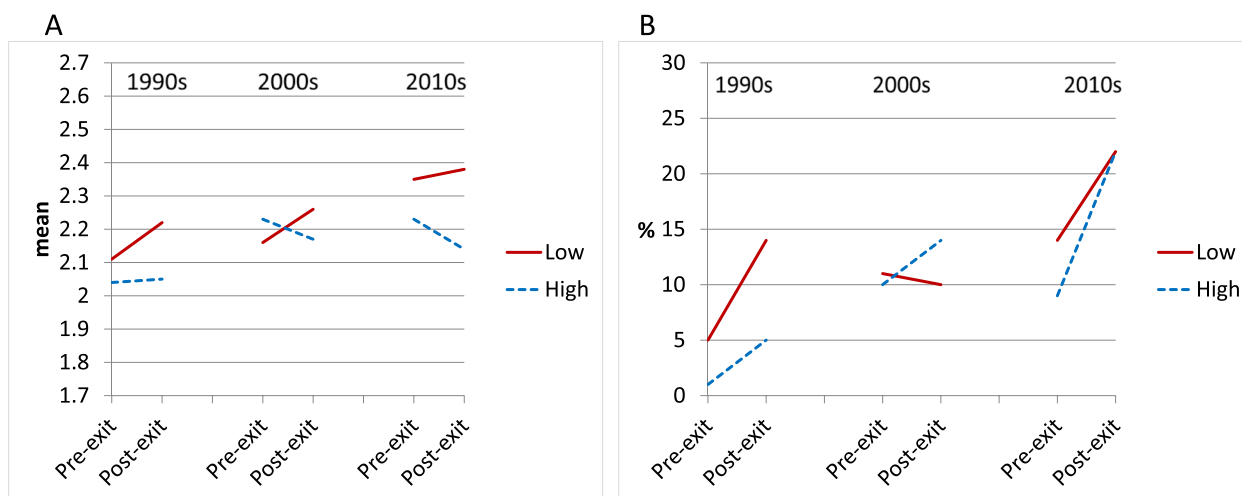 A
2.7
2.6
2.5
2.4
2.3
2.2
2.1
2
1.9
1.8
1.7
mean
1990s
2000s
2010s
Pre-exit
Post-exit
Pre-exit
Post-exit
Pre-exit
Post-exit
Low
High
B
30
25
20
15
10
5
0
%
1990s
2000s
2010s
Pre-exit
Post-exit
Pre-exit
Post-exit
Pre-exit
Post-exit
Low
High